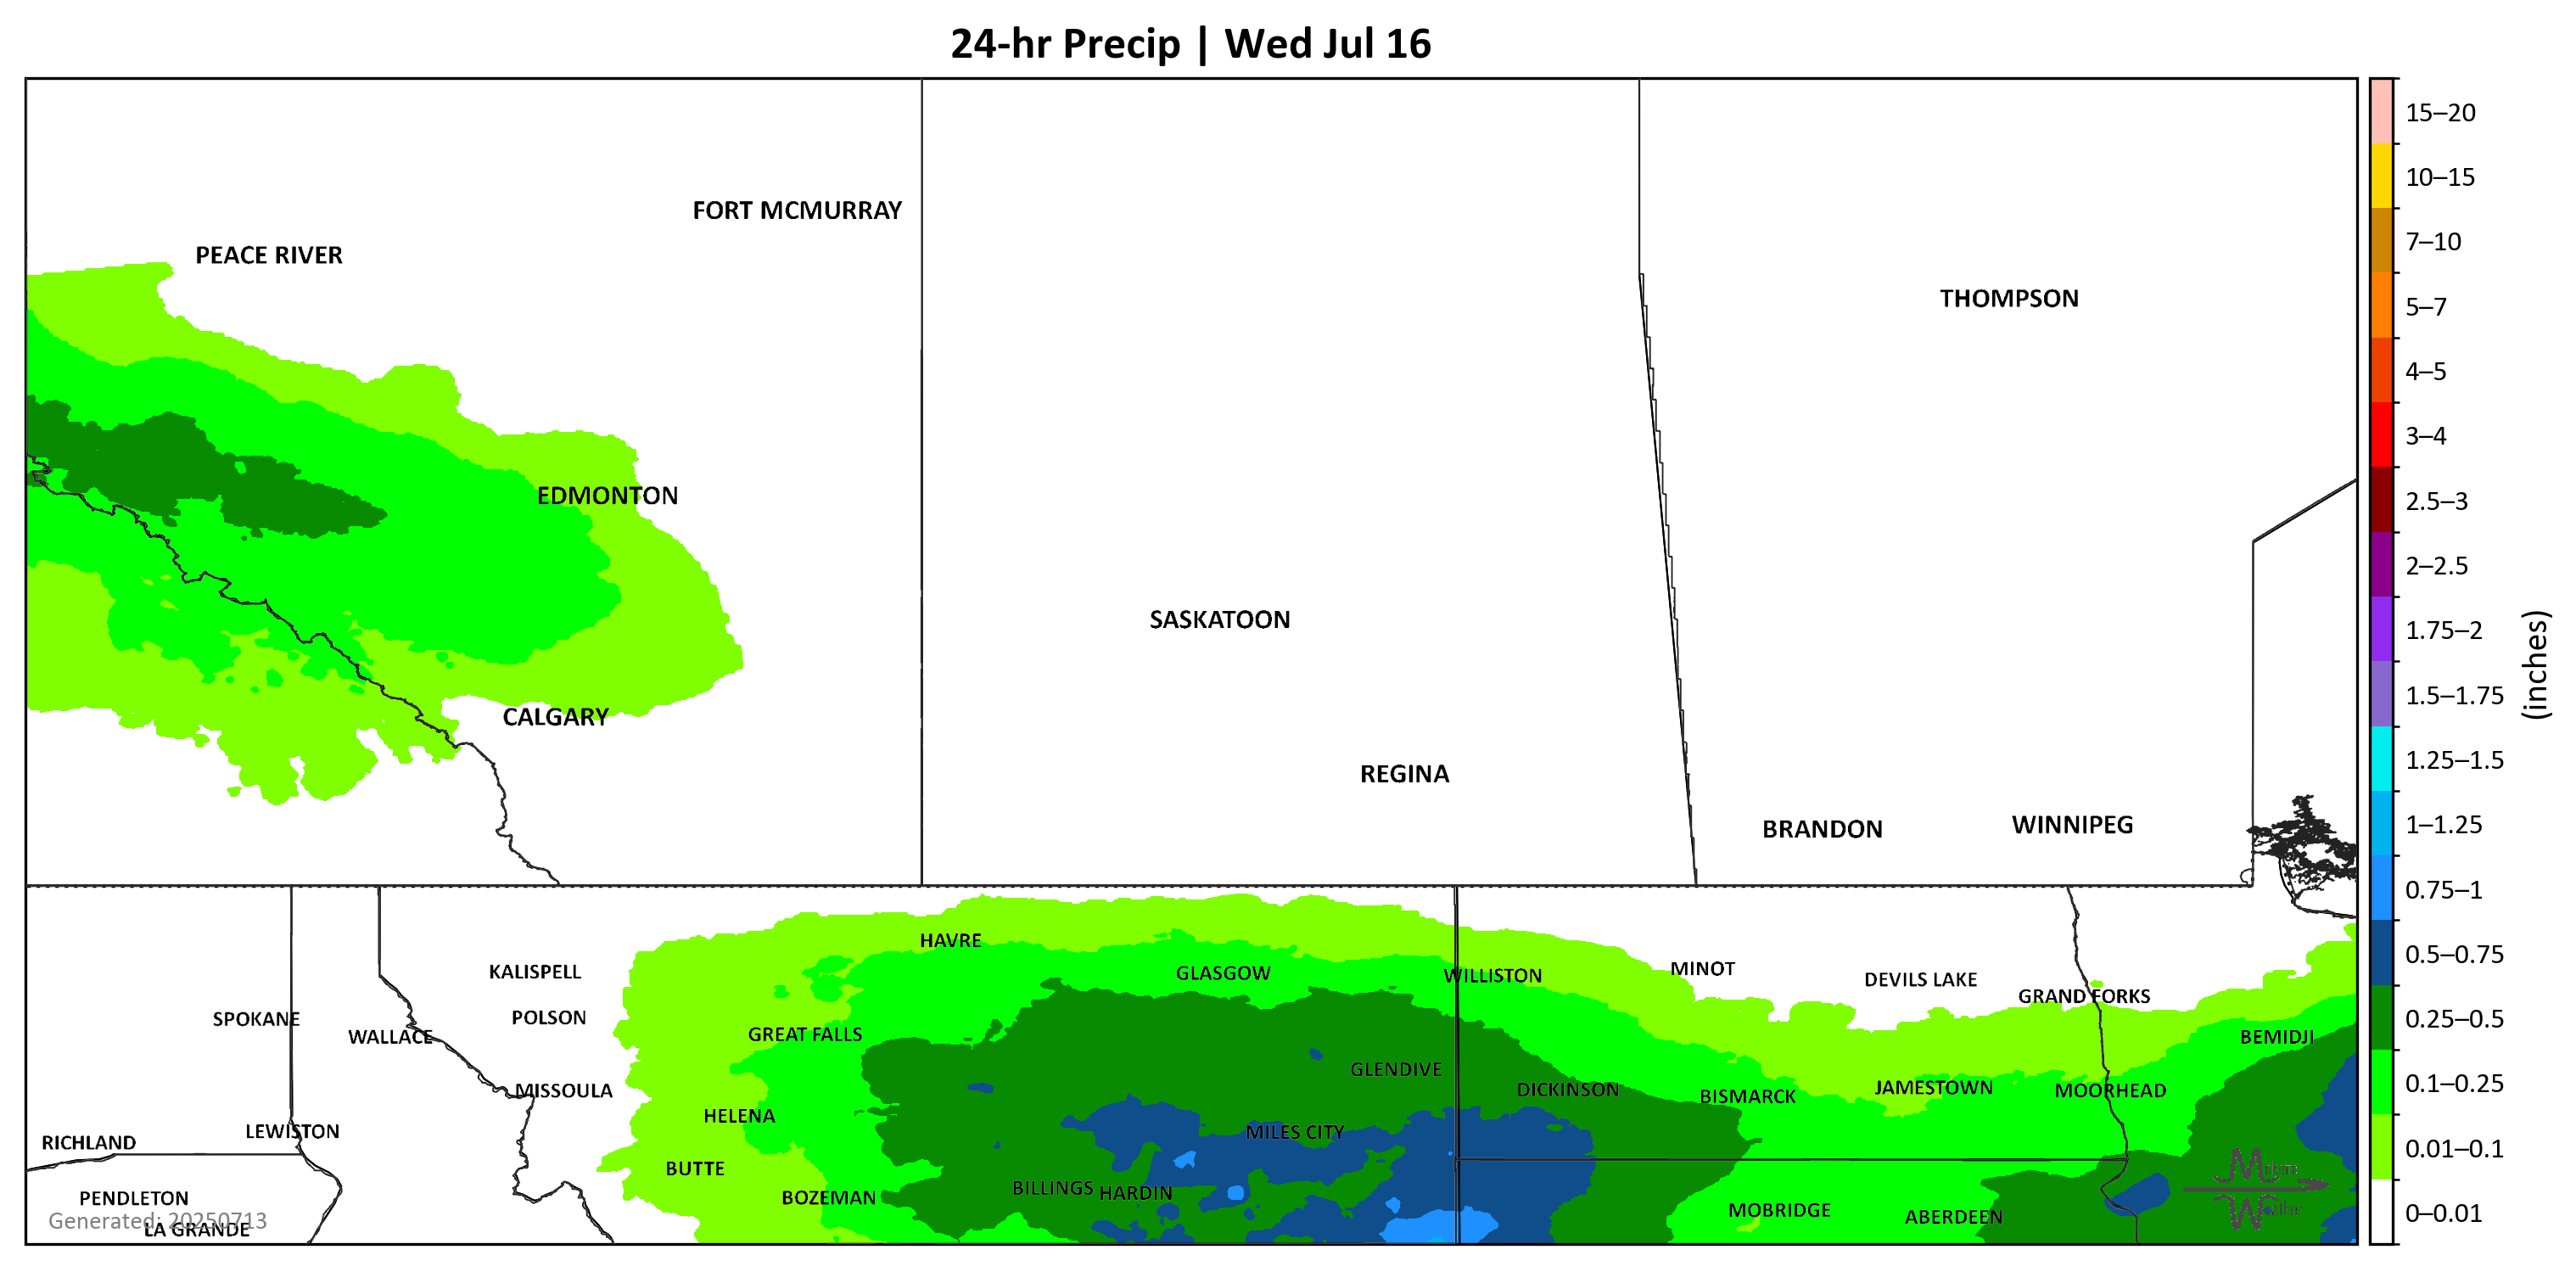 24-hr Precip | Wed Jul 16
FORT MCMURRAY
PEACE RIVER
THOMPSON
EDMONTON
SASKATOON
CALGARY
REGINA
BRANDON
WINNIPEG
HAVRE
KALISPELL
GLASGOW
WILLISTON
MINOT
DEVILS LAKE
GRAND FORKS
SPOKANE
POLSON
WALLACE
GREAT FALLS
BEMIDJI
GLENDIVE
MISSOULA
DICKINSON
BISMARCK
JAMESTOWN
MOORHEAD
HELENA
RICHLAND
LEWISTON
MILES CITY
BUTTE
BILLINGS
HARDIN
PENDLETON
BOZEMAN
MOBRIDGE
ABERDEEN
Generated: 20250713
LA GRANDE
15–20
10–15
7–10
5–7
4–5
3–4
2.5–3
2–2.5
1.75–2
1.5–1.75
1.25–1.5
1–1.25
0.75–1
0.5–0.75
0.25–0.5
0.1–0.25
0.01–0.1
0–0.01
(inches)